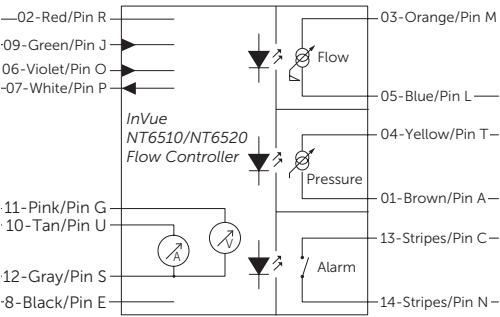 02-Red/Pin R
09-Green/Pin J
06-Violet/Pin O
07-White/Pin P
InVue
NT6510/NT6520
Flow Controller
11-Pink/Pin G
10-Tan/Pin U
A
V
12-Gray/Pin S
8-Black/Pin E
Flow
Pressure
Alarm
03-Orange/Pin M
05-Blue/Pin L
04-Yellow/Pin T
01-Brown/Pin A
13-Stripes/Pin C
14-Stripes/Pin N